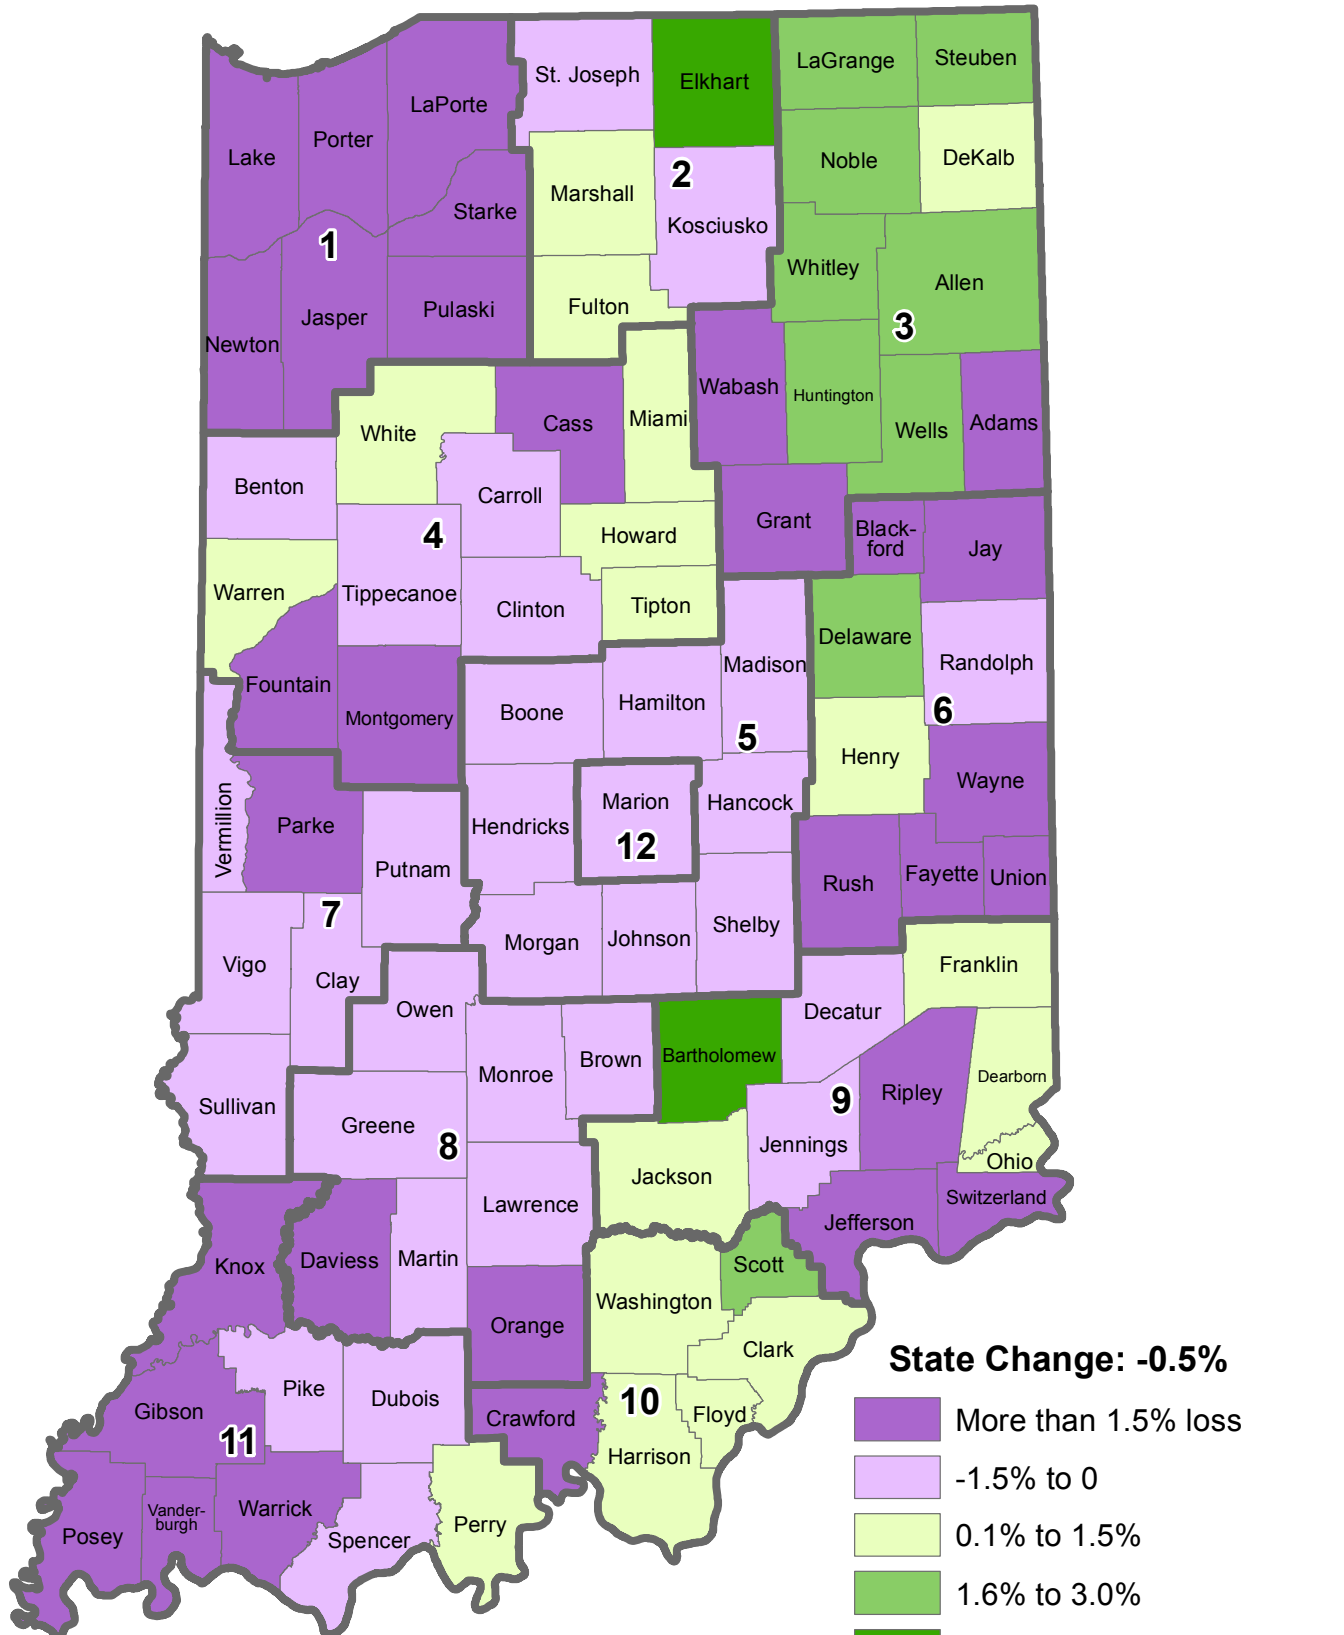 LaGrange
Steuben
St. Joseph
Elkhart
LaPorte
Porter
Lake
Noble
DeKalb
2
Marshall
Starke
Kosciusko
1
Whitley
Allen
Fulton
Pulaski
Jasper
3
Newton
Wabash
Huntington
Miami
Cass
White
Wells
Adams
Benton
Carroll
4
Grant
Howard
Black-
ford
Jay
Warren
Tippecanoe
Clinton
Tipton
Delaware
Madison
Randolph
Fountain
Hamilton
Boone
Montgomery
6
5
Henry
Wayne
Marion
Hancock
Hendricks
Parke
Vermillion
12
Putnam
Rush
Fayette
Union
7
Shelby
Johnson
Morgan
Vigo
Clay
Franklin
Owen
Decatur
Bartholomew
Brown
Monroe
Dearborn
Ripley
9
Sullivan
Greene
8
Jennings
Ohio
Jackson
Lawrence
Switzerland
Jefferson
Knox
Daviess
Martin
Scott
Washington
Orange
Clark
State Change: -0.5%
Pike
Dubois
10
Gibson
Crawford
Floyd
More than 1.5% loss
11
Harrison
-1.5% to 0
Warrick
Vander-
burgh
Posey
Perry
Spencer
0.1% to 1.5%
1.6% to 3.0%